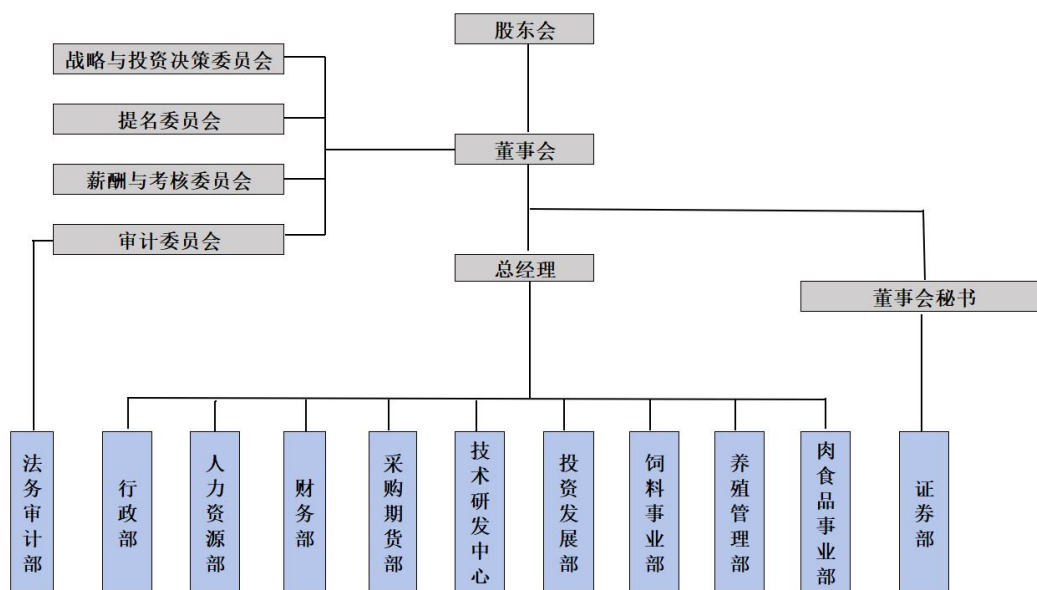 股东会
战略与投资决策委员会
提名委员会
董事会
薪酬与考核委员会
审计委员会
总经理
董事会秘书
法务审计部
行政部
人力资源部
财务部
采购期货部
技术研发中心
投资发展部
饲料事业部
养殖管理部
肉食品事业部
证券部